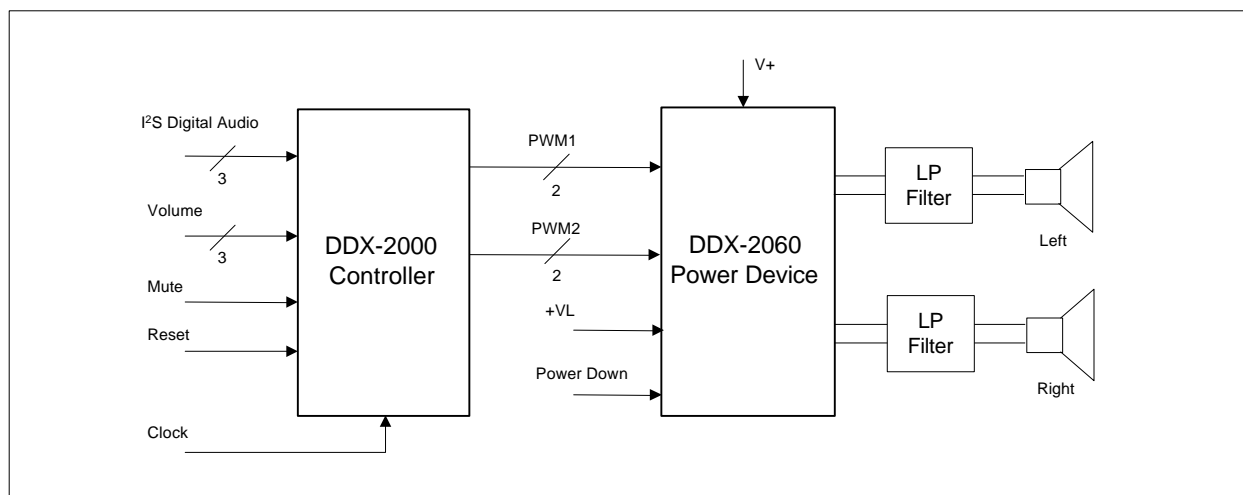 I²S Digital Audio
3
Volume
3
Mute
Reset
Clock
DDX-2000
Controller
PWM1
2
PWM2
2
+VL
Power Down
V+
DDX-2060
Power Device
LP
Filter
Left
LP
Filter
Right